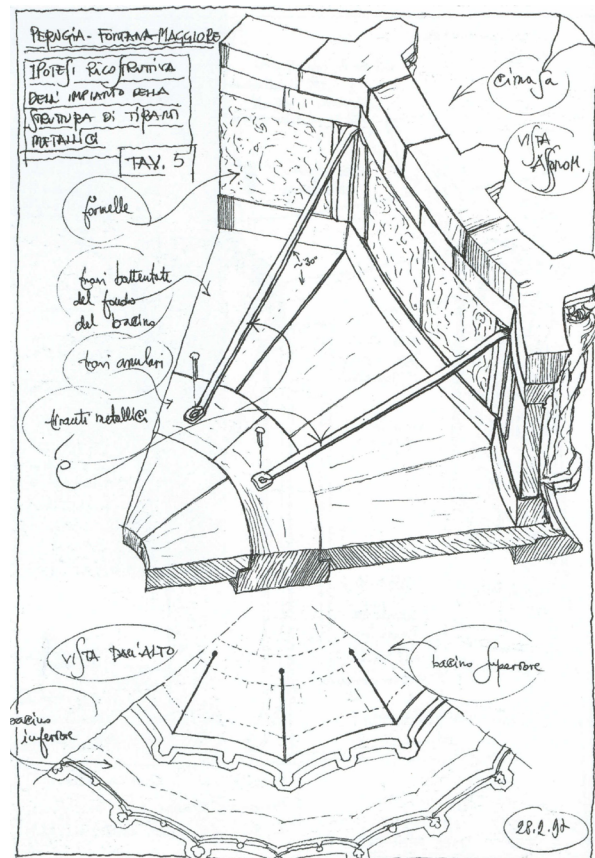 PERUGIA - FONTANA MAGGIORE
IPOTESI RICOSTRUTTIVA
DELL'IMPIANTO DELLA
STRUTTURA DI TIRANTI
METALLICI
TAV. 5
cimasa
VISTA
ASSNOM.
formelle
~30°
travi battentate
del fondo
del bacino
travi anulari
tiranti metallici
VISTA DALL'ALTO
bacino superiore
bacino
inferiore
28.2.92